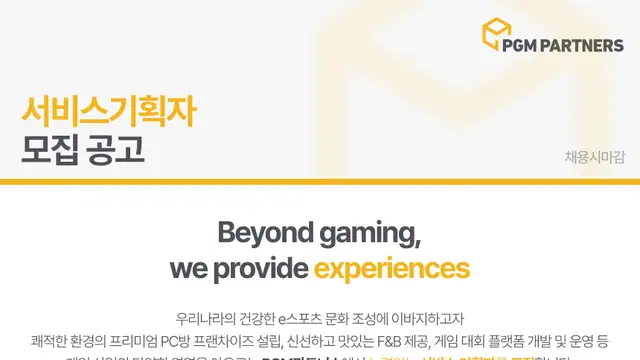 PGM PARTNERS
서비스기획자
모집 공고
채용시마감
Beyond gaming,
we provide experiences
우리나라의 건강한 e스포츠 문화 조성에 이바지하고자
쾌적한 환경의 프리미엄 PC방 프랜차이즈 설립, 신선하고 맛있는 F&B 제공, 게임 대회 플랫폼 개발 및 운영 등